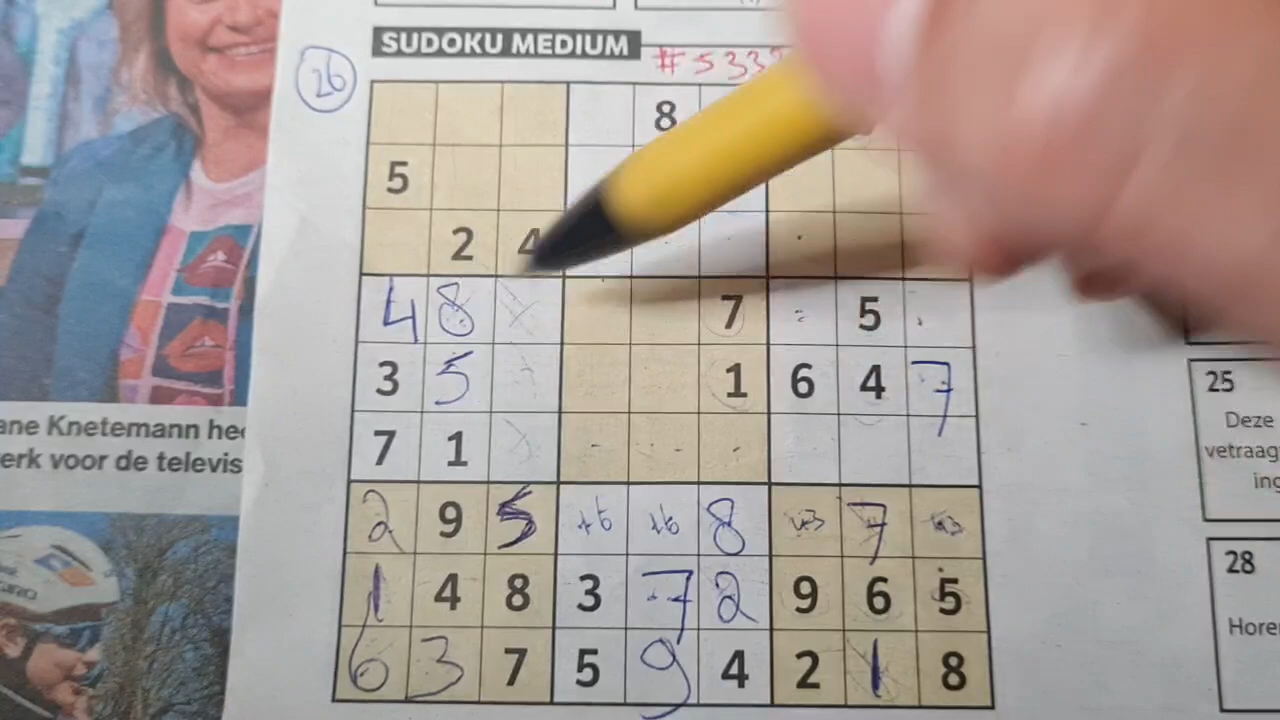 SUDOKU MEDIUM
26
# 533
8
5
2 4
4 8 7 5
3 5 1 6 4 7
7 1
2 9 5 8 7
1 4 8 3 7 2 9 6 5
6 3 7 5 9 4 2 1 8
ane Knetemann hee
erk voor de televis
25
Deze
vetraag
ing
28
Hore